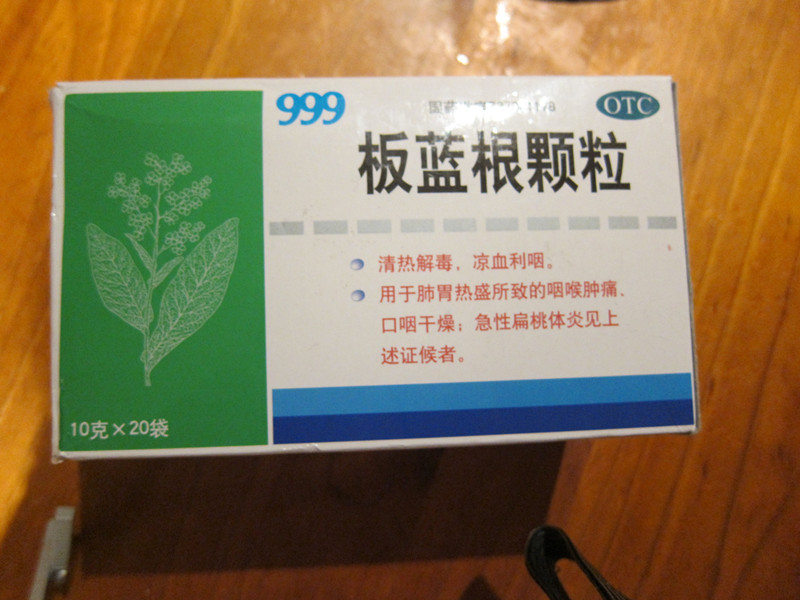 999
OTC
板蓝根颗粒
清热解毒，凉血利咽。
用于肺胃热盛所致的咽喉肿痛、
口咽干燥；急性扁桃体炎见上
述证候者。
10克×20袋